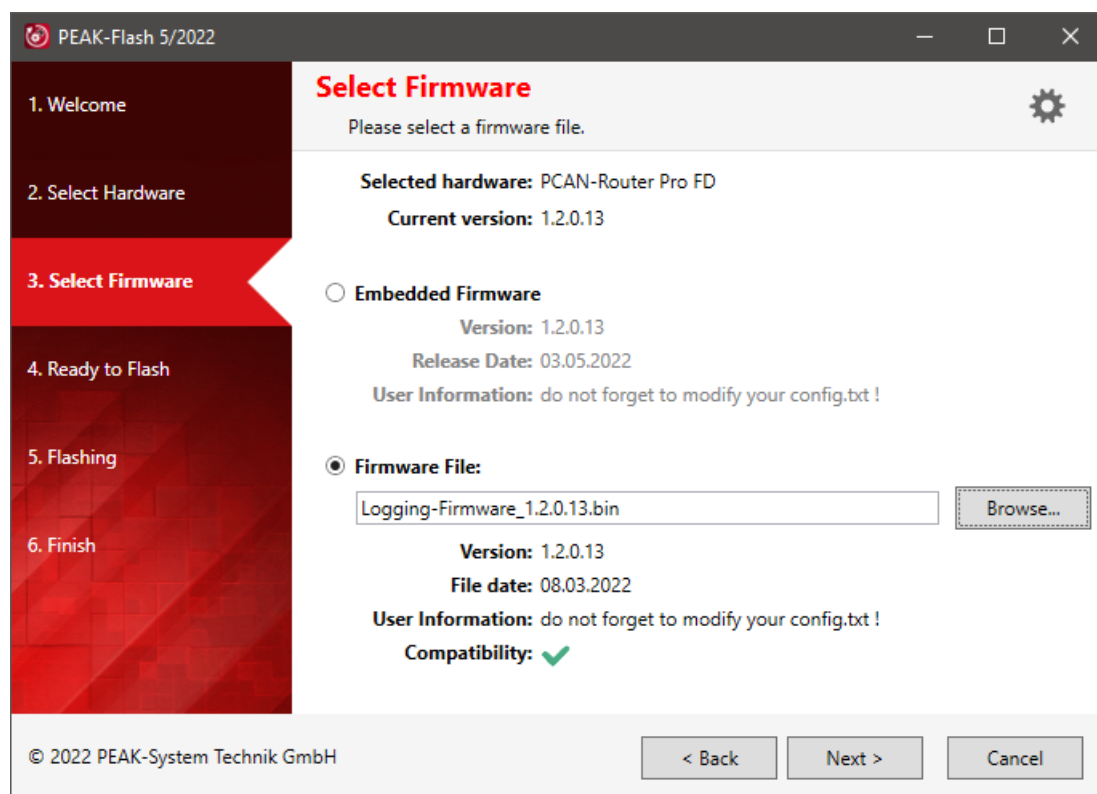 PEAK-Flash 5/2022
1. Welcome
2. Select Hardware
3. Select Firmware
4. Ready to Flash
5. Flashing
6. Finish
Select Firmware
Please select a firmware file.
Selected hardware: PCAN-Router Pro FD
Current version: 1.2.0.13
Embedded Firmware
Version: 1.2.0.13
Release Date: 03.05.2022
User Information: do not forget to modify your config.txt !
Firmware File:
Logging-Firmware_1.2.0.13.bin
Browse...
Version: 1.2.0.13
File date: 08.03.2022
User Information: do not forget to modify your config.txt !
Compatibility:
© 2022 PEAK-System Technik GmbH
< Back
Next >
Cancel